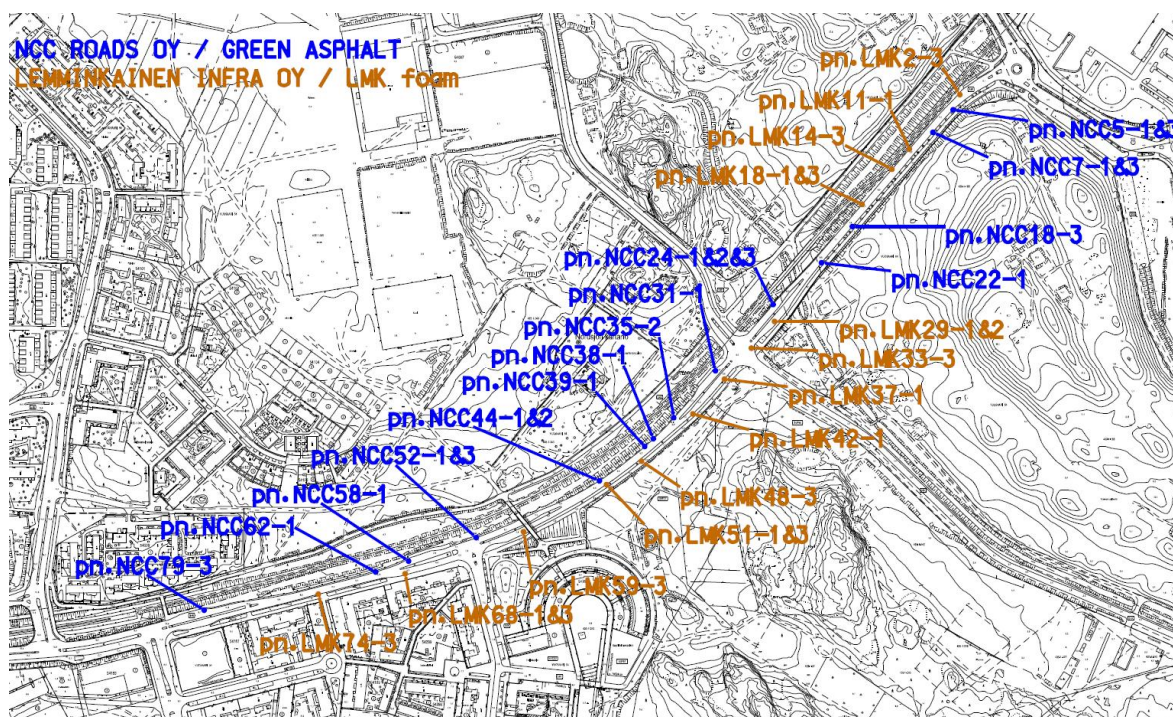 NCC ROADS OY / GREEN ASPHALT
LEMMINKAINEN INFRA OY / LMK foam
pn.LMK2-3
pn.LMK11-1
pn.NCC5-1&3
pn.LMK14-3
pn.NCC7-1&3
pn.LMK18-1&3
pn.NCC18-3
pn.NCC24-1&2&3
pn.NCC22-1
pn.NCC31-1
pn.NCC35-2
pn.LMK29-1&2
pn.NCC38-1
pn.LMK33-3
pn.NCC39-1
pn.LMK37-1
pn.NCC44-1&2
pn.LMK42-1
pn.NCC52-1&3
pn.NCC58-1
pn.LMK48-3
pn.NCC62-1
pn.LMK51-1&3
pn.NCC79-3
pn.LMK59-3
pn.LMK68-1&3
pn.LMK74-3